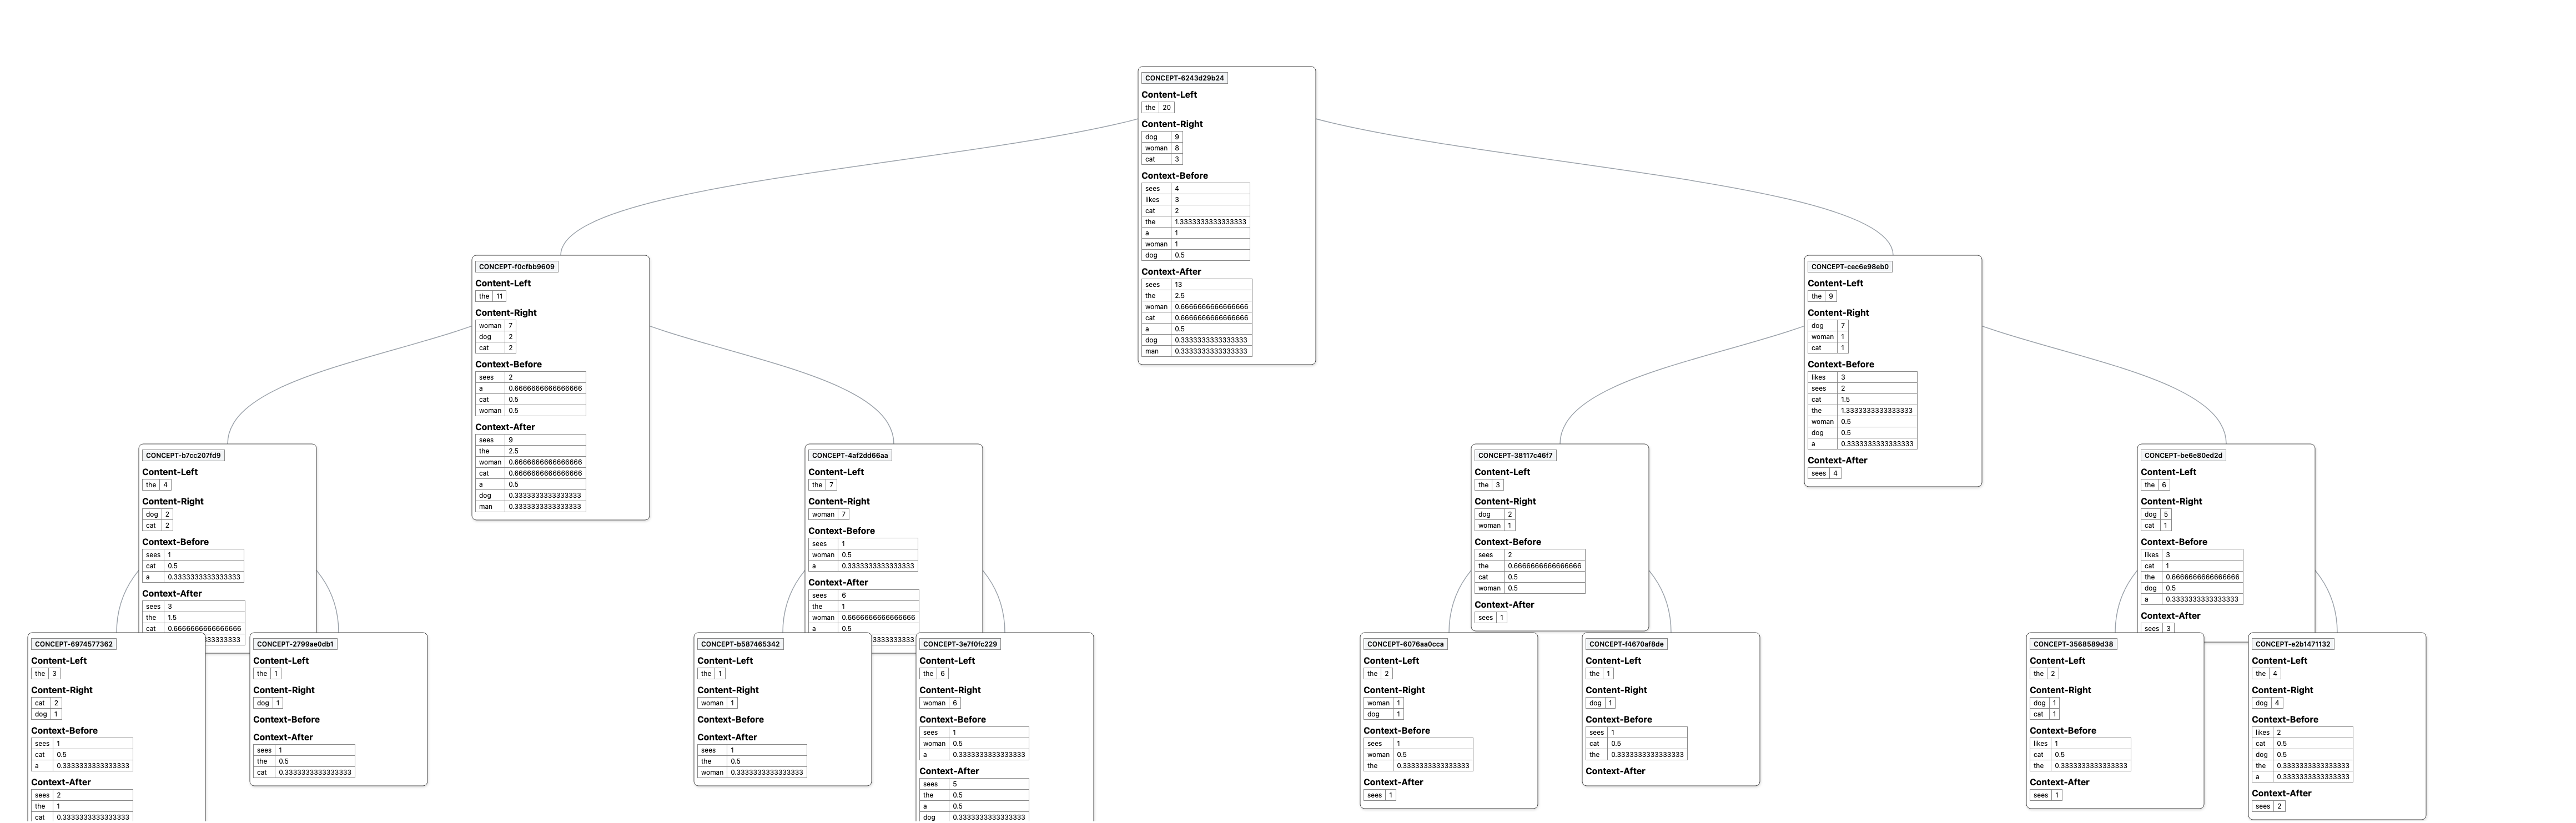 CONCEPT-6243d29b24
Content-Left
the 20
Content-Right
dog 9
woman 8
cat 3
Context-Before
sees 4
likes 3
cat 2
the 1.3333333333333333
a 1
woman 1
dog 0.5
Context-After
sees 13
the 2.5
woman 0.6666666666666666
cat 0.6666666666666666
a 0.5
dog 0.3333333333333333
man 0.3333333333333333
CONCEPT-f0cfbb9609
Content-Left
the 11
Content-Right
woman 7
dog 2
cat 2
Context-Before
sees 2
a 0.6666666666666666
cat 0.5
woman 0.5
Context-After
sees 9
the 2.5
woman 0.6666666666666666
cat 0.6666666666666666
a 0.5
dog 0.3333333333333333
man 0.3333333333333333
CONCEPT-cec6e98eb0
Content-Left
the 9
Content-Right
dog 7
woman 1
cat 1
Context-Before
likes 3
sees 2
cat 1.5
the 1.3333333333333333
woman 0.5
dog 0.5
a 0.3333333333333333
Context-After
sees 4
CONCEPT-b7cc207fd9
Content-Left
the 4
Content-Right
dog 2
cat 2
Context-Before
sees 1
cat 0.5
a 0.3333333333333333
Context-After
sees 3
the 1.5
cat 0.6666666666666666
CONCEPT-4af2dd66aa
Content-Left
the 7
Content-Right
woman 7
Context-Before
sees 1
woman 0.5
a 0.3333333333333333
Context-After
sees 6
the 1
woman 0.6666666666666666
a 0.5
CONCEPT-38117c46f7
Content-Left
the 3
Content-Right
dog 2
woman 1
Context-Before
sees 2
the 0.6666666666666666
cat 0.5
woman 0.5
Context-After
sees 1
CONCEPT-be6e80ed2d
Content-Left
the 6
Content-Right
dog 5
cat 1
Context-Before
likes 3
cat 1
the 0.6666666666666666
dog 0.5
a 0.3333333333333333
Context-After
sees 3
CONCEPT-6974577362
Content-Left
the 3
Content-Right
cat 2
dog 1
Context-Before
sees 1
cat 0.5
a 0.3333333333333333
Context-After
sees 2
the 1
cat 0.3333333333333333
CONCEPT-2799ae0db1
Content-Left
the 1
Content-Right
dog 1
Context-Before
Context-After
sees 1
the 0.5
cat 0.3333333333333333
CONCEPT-b587465342
Content-Left
the 1
Content-Right
woman 1
Context-Before
Context-After
sees 1
the 0.5
woman 0.3333333333333333
CONCEPT-3e7f0fc229
Content-Left
the 6
Content-Right
woman 6
Context-Before
sees 1
woman 0.5
a 0.3333333333333333
Context-After
sees 5
the 0.5
a 0.5
dog 0.3333333333333333
CONCEPT-6076aa0cca
Content-Left
the 2
Content-Right
woman 1
dog 1
Context-Before
sees 1
woman 0.5
the 0.3333333333333333
Context-After
sees 1
CONCEPT-f4670af8de
Content-Left
the 1
Content-Right
dog 1
Context-Before
sees 1
cat 0.5
the 0.3333333333333333
Context-After
CONCEPT-3568589d38
Content-Left
the 2
Content-Right
dog 1
cat 1
Context-Before
likes 1
cat 0.5
the 0.3333333333333333
Context-After
sees 1
CONCEPT-e2b1471132
Content-Left
the 4
Content-Right
dog 4
Context-Before
likes 2
cat 0.5
dog 0.5
the 0.3333333333333333
a 0.3333333333333333
Context-After
sees 2